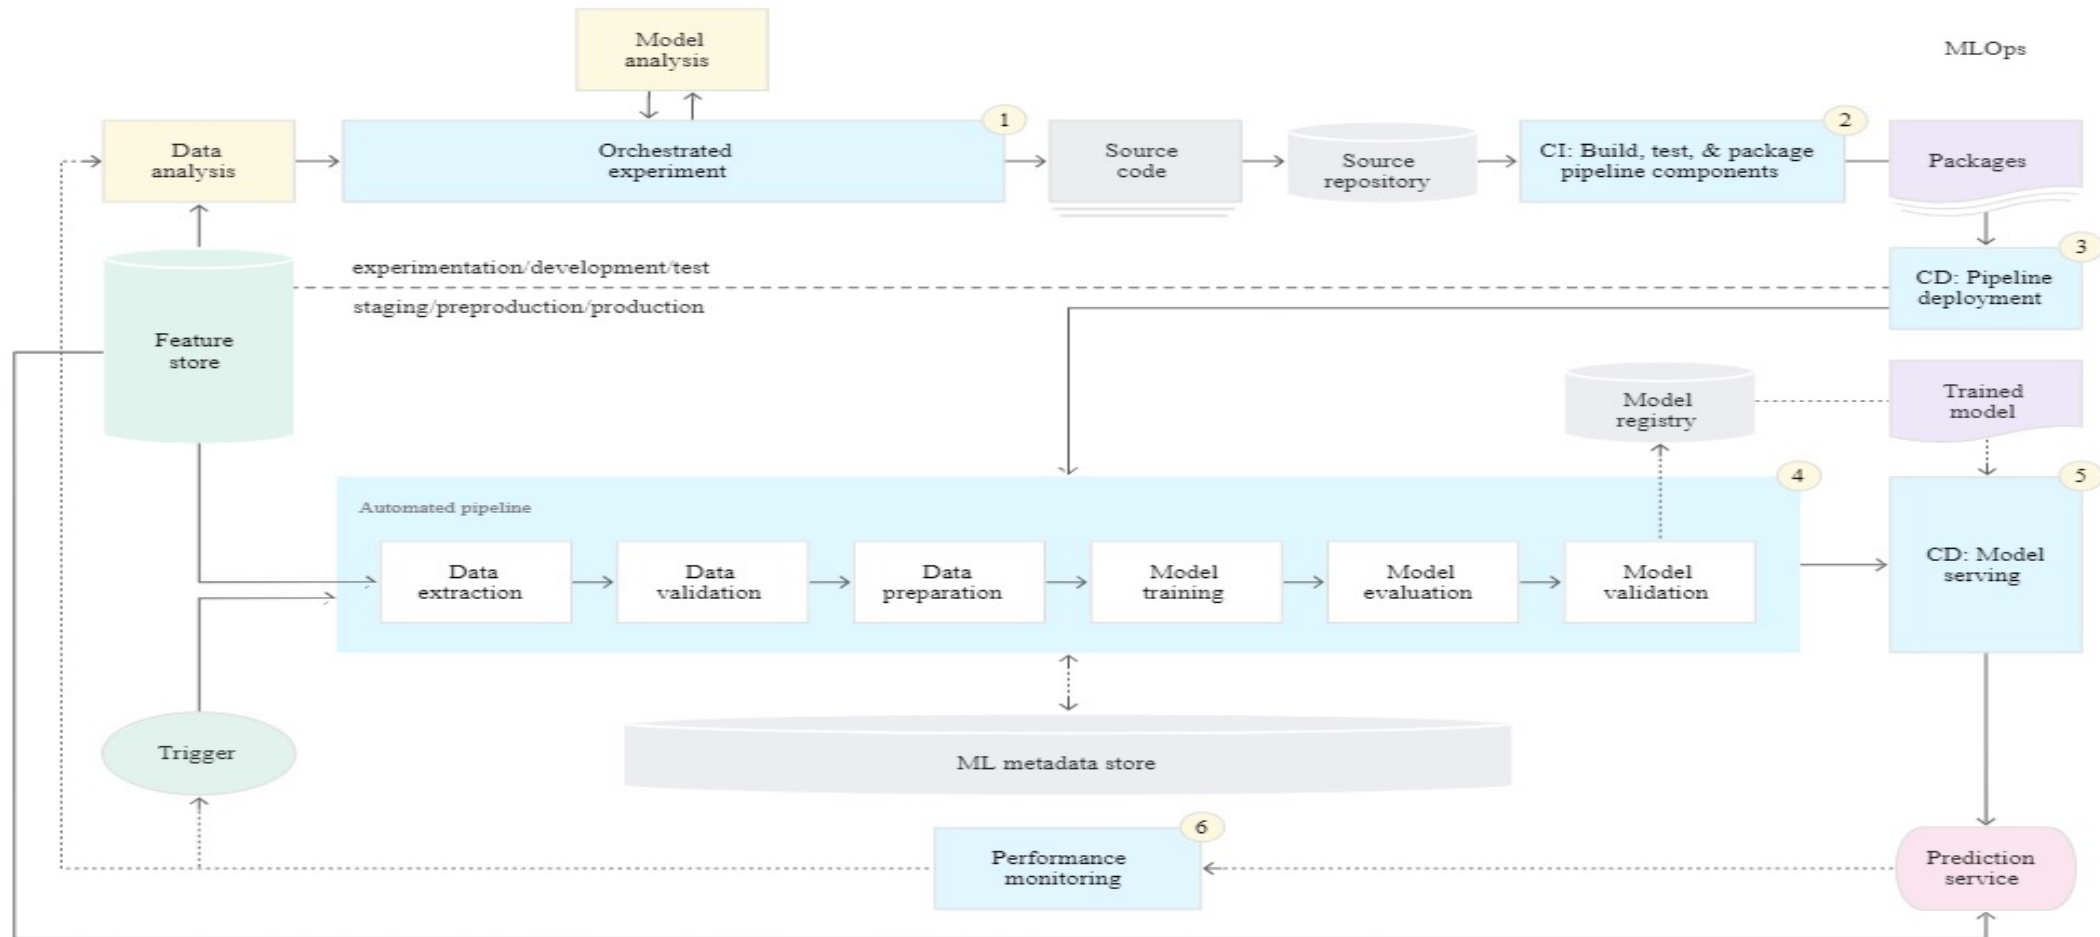 Model
analysis
MLOps
1
2
Data
analysis
Orchestrated
experiment
Source
code
Source
repository
CI: Build, test, & package
pipeline components
Packages
3
experimentation/development/test
CD: Pipeline
deployment
staging/preproduction/production
Feature
store
Model
registry
Trained
model
4
5
Automated pipeline
Data
extraction
Data
validation
Data
preparation
Model
training
Model
evaluation
Model
validation
CD: Model
serving
Trigger
ML metadata store
6
Performance
monitoring
Prediction
service